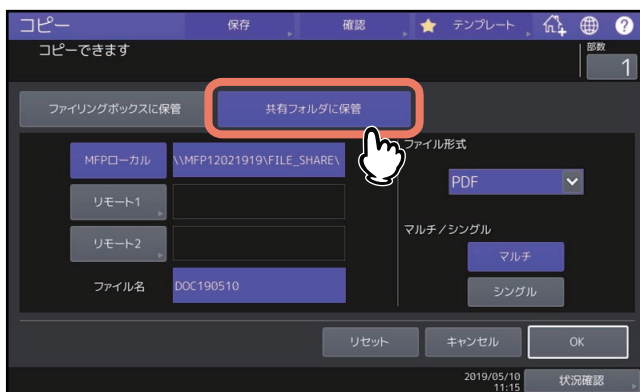 コピー
保存
確認
テンプレート
?
コピーできます
部数
1
ファイリングボックスに保管
共有フォルダに保管
MFPローカル
\\MFP12021919\FILE_SHARE\
リモート1
リモート2
ファイル名
DOC190510
ファイル形式
PDF
マルチ/シングル
マルチ
シングル
リセット
キャンセル
OK
2019/05/10
11:15
状況確認